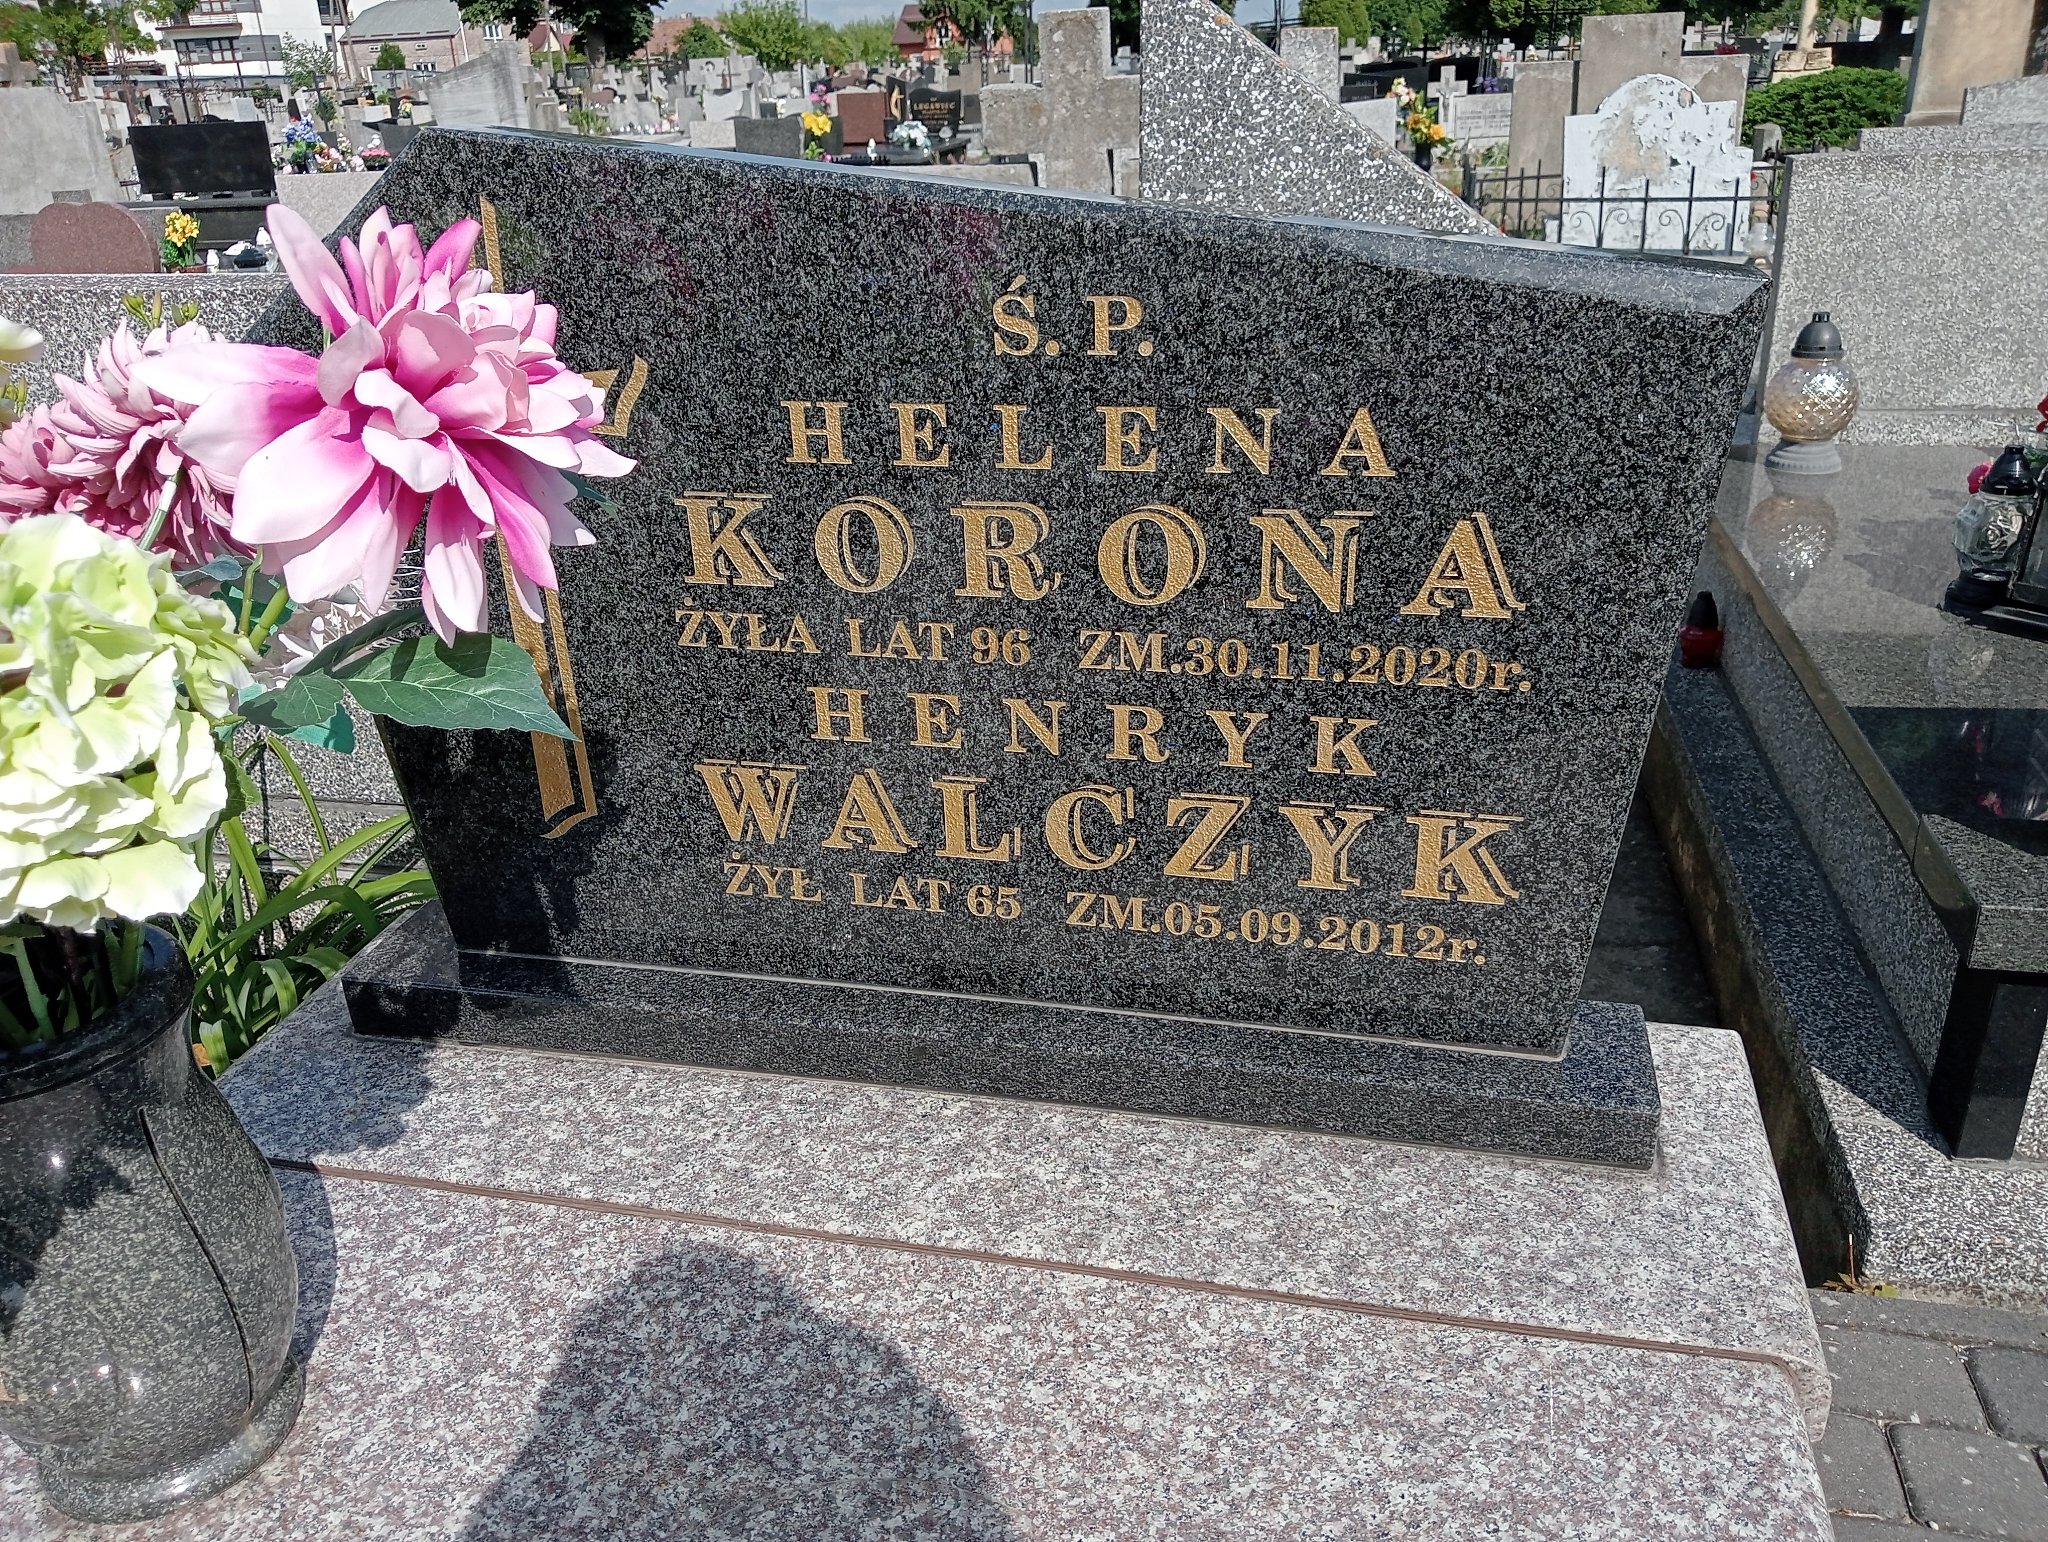 Ś. P.
HELENA
KORONA
ŻYŁA LAT 96 ZM.30.11.2020r.
HENRYK
WALCZYK
ŻYŁ LAT 65 ZM.05.09.2012r.